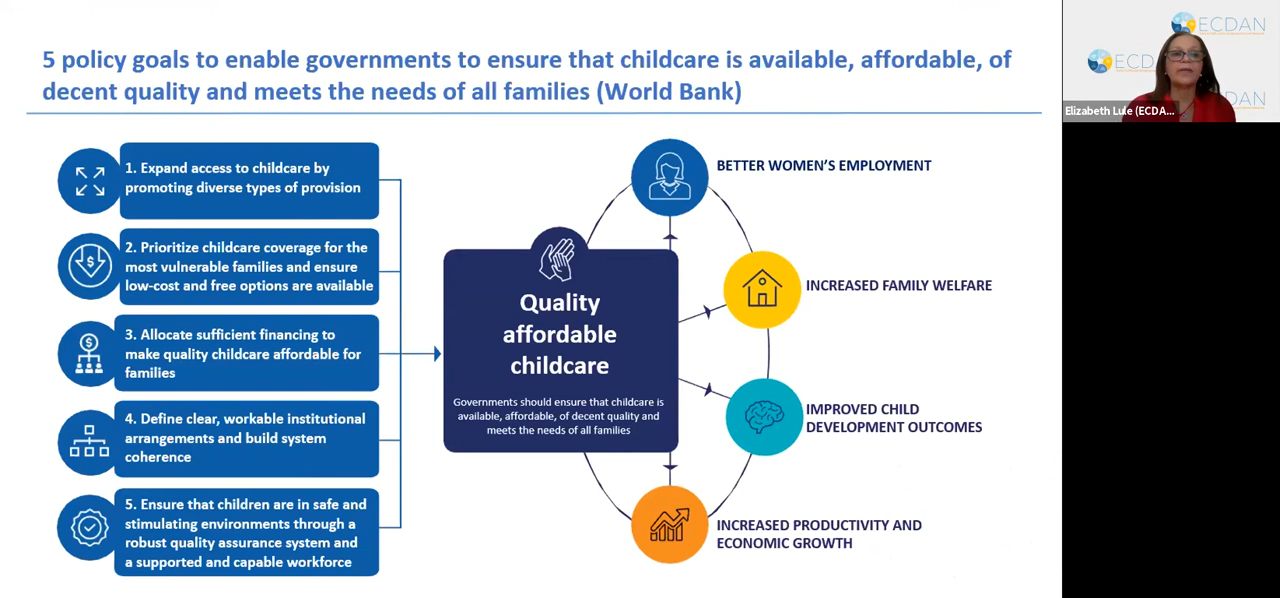 5 policy goals to enable governments to ensure that childcare is available, affordable, of
decent quality and meets the needs of all families (World Bank)
1. Expand access to childcare by
promoting diverse types of provision
2. Prioritize childcare coverage for the
most vulnerable families and ensure
low-cost and free options are available
3. Allocate sufficient financing to
make quality childcare affordable for
families
4. Define clear, workable institutional
arrangements and build system
coherence
5. Ensure that children are in safe and
stimulating environments through a
robust quality assurance system and
a supported and capable workforce
Quality
affordable
childcare
Governments should ensure that childcare is
available, affordable, of decent quality and
meets the needs of all families
BETTER WOMEN'S EMPLOYMENT
INCREASED FAMILY WELFARE
IMPROVED CHILD
DEVELOPMENT OUTCOMES
INCREASED PRODUCTIVITY AND
ECONOMIC GROWTH
ECDAN
ECD
DAN
Elizabeth Lule (ECDA...